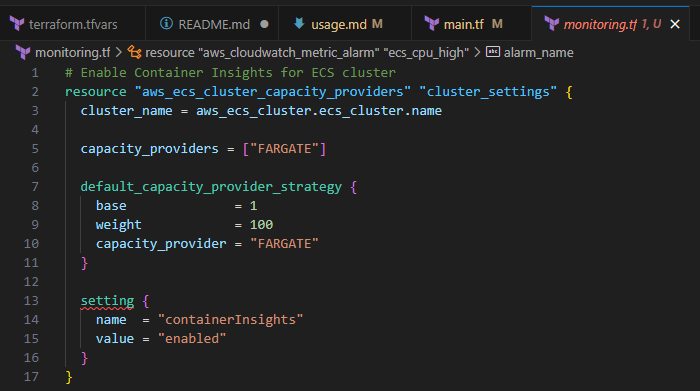 terraform.tfvars README.md usage.md M main.tf M monitoring.tf 1, U
monitoring.tf > resource "aws_cloudwatch_metric_alarm" "ecs_cpu_high" > abc alarm_name
1 # Enable Container Insights for ECS cluster
2 resource "aws_ecs_cluster_capacity_providers" "cluster_settings" {
3 cluster_name = aws_ecs_cluster.ecs_cluster.name
4
5 capacity_providers = ["FARGATE"]
6
7 default_capacity_provider_strategy {
8 base = 1
9 weight = 100
10 capacity_provider = "FARGATE"
11 }
12
13 setting {
14 name = "containerInsights"
15 value = "enabled"
16 }
17 }